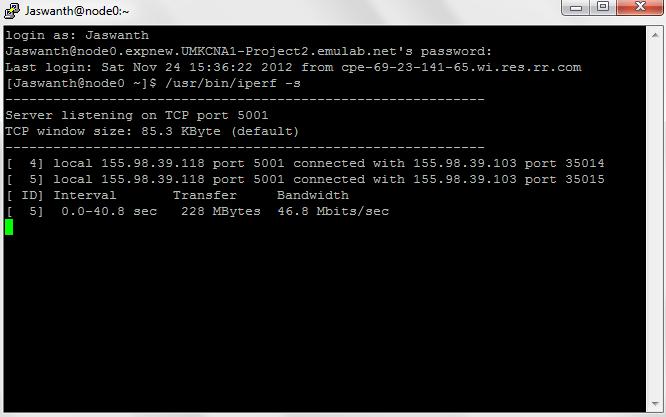 Jaswanth@node0:~
login as: Jaswanth
Jaswanth@node0.expnew.UMKCNA1-Project2.emulab.net's password:
Last login: Sat Nov 24 15:36:22 2012 from cpe-69-23-141-65.wi.res.rr.com
[Jaswanth@node0 ~]$ /usr/bin/iperf -s
------------------------------------------------------------
Server listening on TCP port 5001
TCP window size: 85.3 KByte (default)
------------------------------------------------------------
[  4] local 155.98.39.118 port 5001 connected with 155.98.39.103 port 35014
[  5] local 155.98.39.118 port 5001 connected with 155.98.39.103 port 35015
[ ID] Interval       Transfer     Bandwidth
[  5]  0.0-40.8 sec   228 MBytes  46.8 Mbits/sec